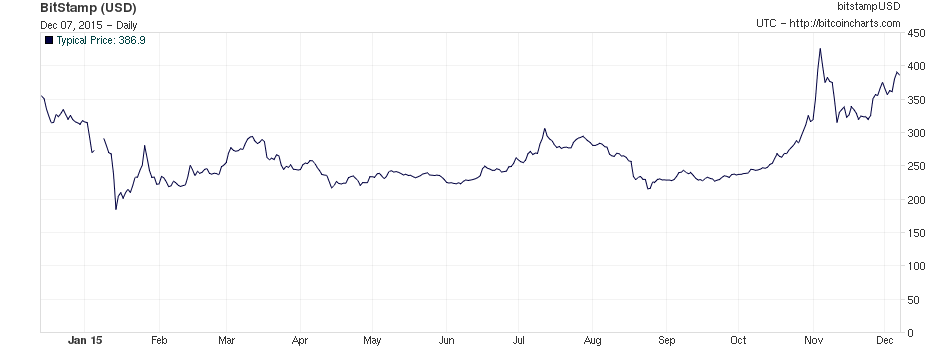 BitStamp (USD)
bitstampUSD
Dec 07, 2015 – Daily
UTC – http://bitcoincharts.com
Typical Price: 386.9
450
400
350
300
250
200
150
100
50
0
Jan 15 Feb Mar Apr May Jun Jul Aug Sep Oct Nov Dec